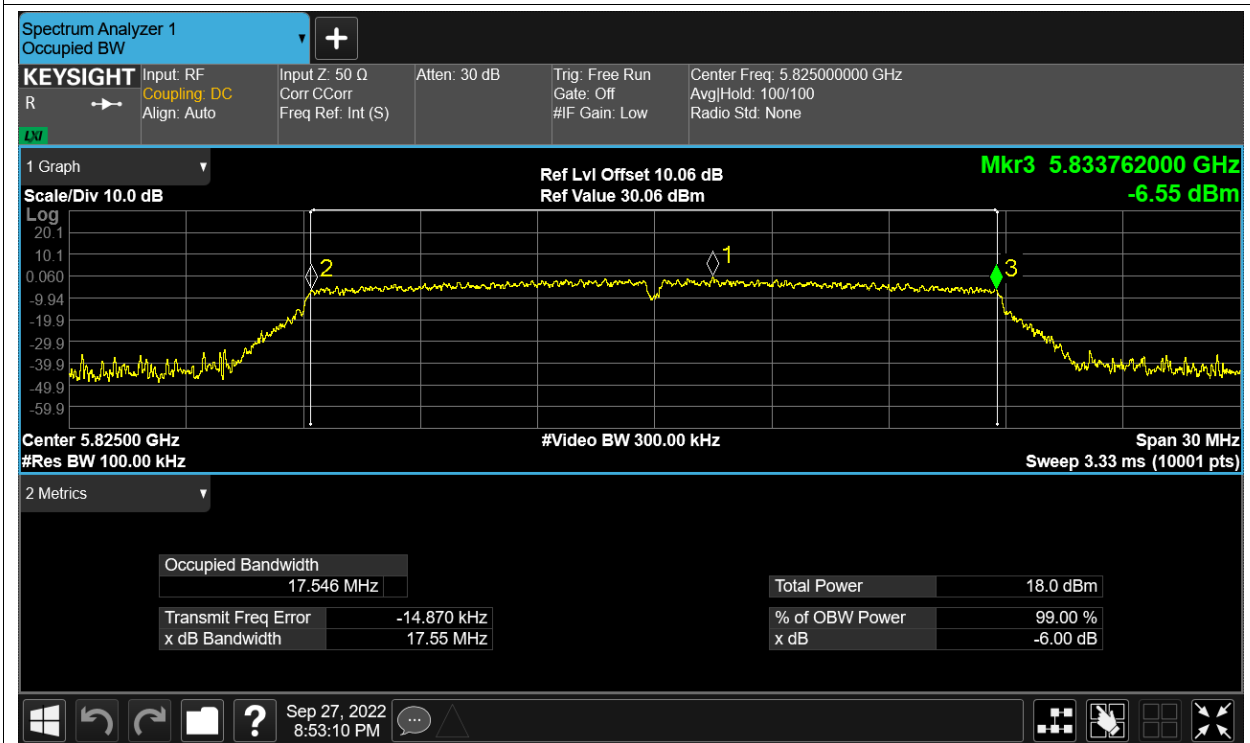 Spectrum Analyzer 1
Occupied BW
KEYSIGHT
R
LXI
Input: RF
Coupling: DC
Align: Auto
Input Z: 50 Ω
Corr CCorr
Freq Ref: Int (S)
Atten: 30 dB
Trig: Free Run
Gate: Off
#IF Gain: Low
Center Freq: 5.825000000 GHz
Avg|Hold: 100/100
Radio Std: None
1 Graph
Scale/Div 10.0 dB
Ref Lvl Offset 10.06 dB
Ref Value 30.06 dBm
Mkr3 5.833762000 GHz
-6.55 dBm
Log
20.1
10.1
0.060
-9.94
-19.9
-29.9
-39.9
-49.9
-59.9
2
1
3
Center 5.82500 GHz
#Video BW 300.00 kHz
Span 30 MHz
#Res BW 100.00 kHz
Sweep 3.33 ms (10001 pts)
2 Metrics
Occupied Bandwidth
17.546 MHz
Transmit Freq Error -14.870 kHz
x dB Bandwidth 17.55 MHz
Total Power 18.0 dBm
% of OBW Power 99.00 %
x dB -6.00 dB
?
Sep 27, 2022
8:53:10 PM